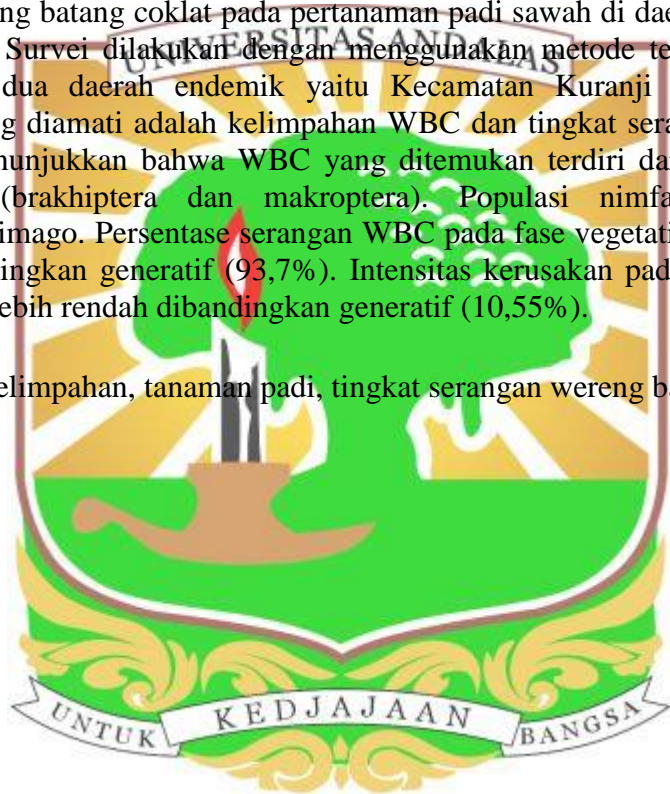 ng batang coklat pada pertanaman padi sawah di dae
Survei dilakukan dengan menggunakan metode te
UNIVERSITAS ANDALAS
dua daerah endemik yaitu Kecamatan Kuranji
g diamati adalah kelimpahan WBC dan tingkat sera
nunjukkan bahwa WBC yang ditemukan terdiri da
(brakhiptera dan makroptera). Populasi nimfa
imago. Persentase serangan WBC pada fase vegetati
ingkan generatif (93,7%). Intensitas kerusakan pad
lebih rendah dibandingkan generatif (10,55%).
elimpahan, tanaman padi, tingkat serangan wereng ba
UNTUK KEDJAJAAN BANGSA